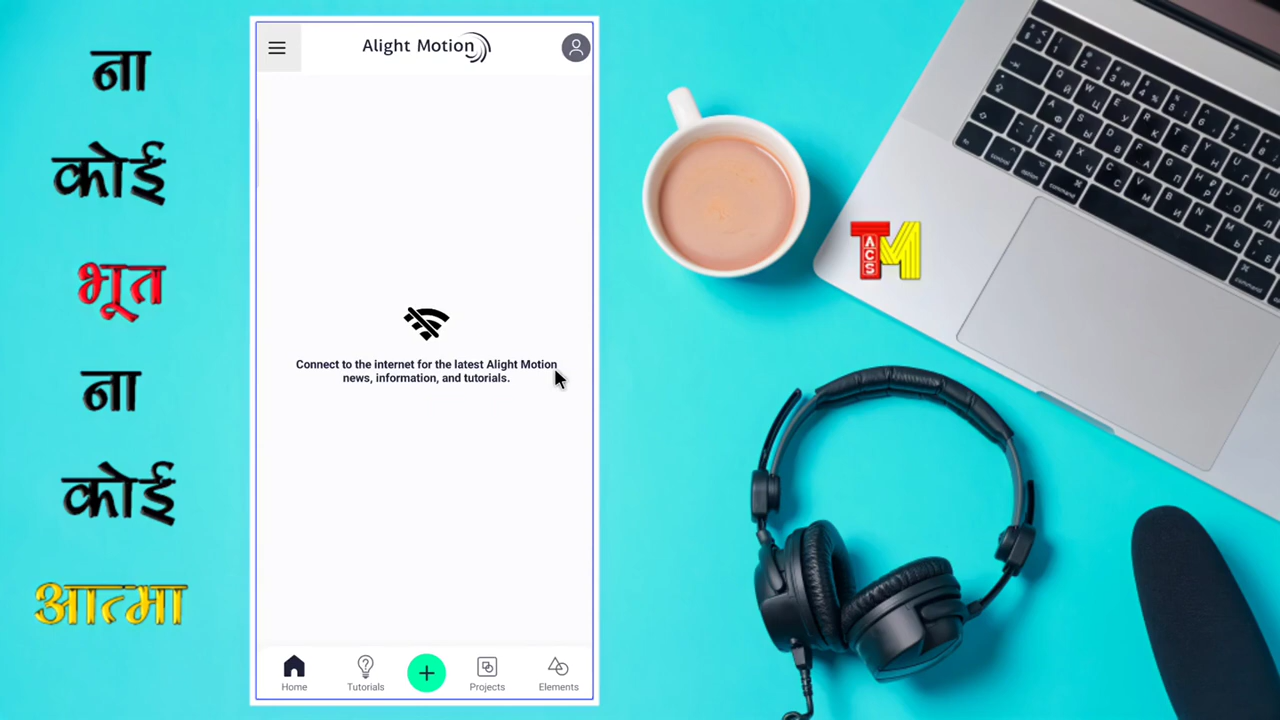 ना
कोई
भूत
ना
कोई
आत्मा
Alight Motion
Connect to the internet for the latest Alight Motion
news, information, and tutorials.
Home
Tutorials
Projects
Elements
TM
ACS